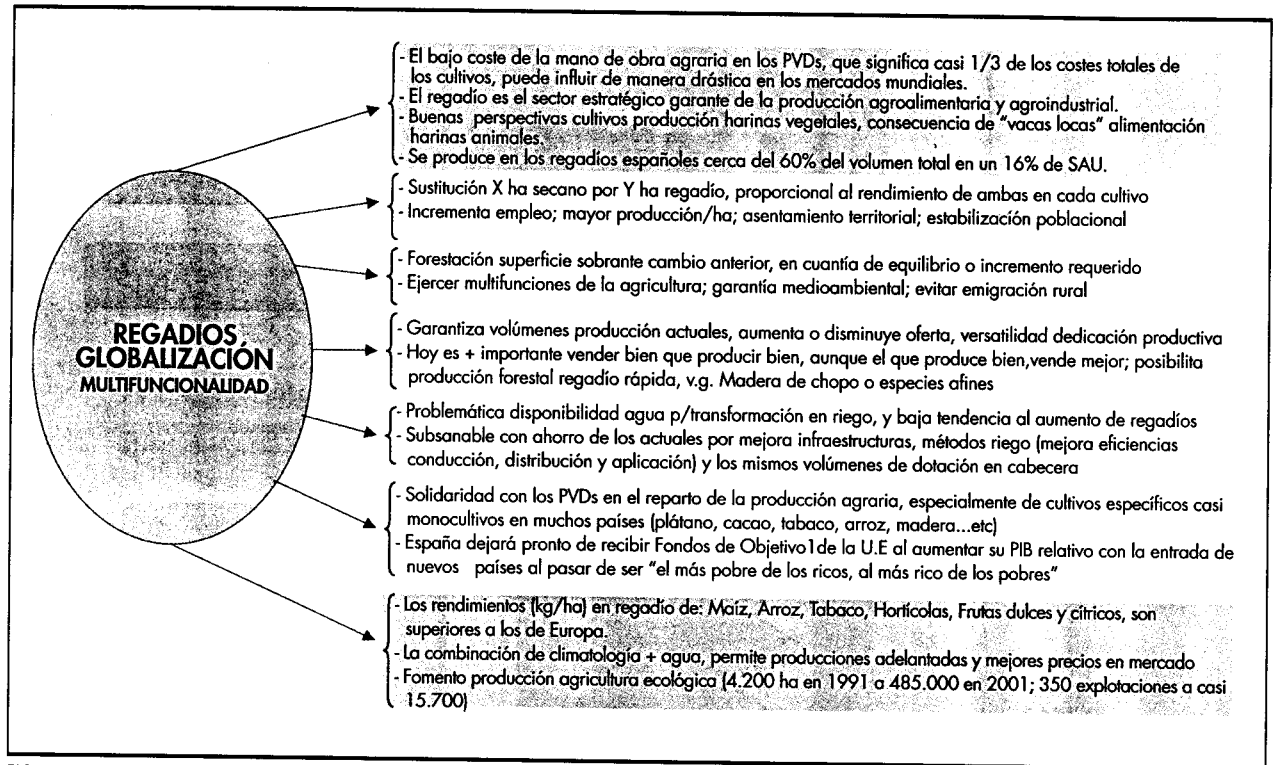 - El bajo coste de la mano de obra agraria en los PVDs, que significa casi 1/3 de los costes totales de
los cultivos, puede influir de manera drástica en los mercados mundiales.
- El regadío es el sector estratégico garante de la producción agroalimentaria y agroindustrial.
- Buenas perspectivas cultivos producción harinas vegetales, consecuencia de "vacas locas" alimentación
harinas animales.
- Se produce en los regadíos españoles cerca del 60% del volumen total en un 16% de SAU.
- Sustitución X ha secano por Y ha regadío, proporcional al rendimiento de ambas en cada cultivo
- Incrementa empleo; mayor producción/ha; asentamiento territorial; estabilización poblacional
- Forestación superficie sobrante cambio anterior, en cuantía de equilibrio o incremento requerido
- Ejercer multifunciones de la agricultura; garantía medioambiental; evitar emigración rural
REGADIOS,
GLOBALIZACIÓN
MULTIFUNCIONALIDAD
- Garantiza volúmenes producción actuales, aumenta o disminuye oferta, versatilidad dedicación productiva
- Hoy es + importante vender bien que producir bien, aunque el que produce bien,vende mejor; posibilita
producción forestal regadío rápida, v.g. Madera de chopo o especies afines
- Problemática disponibilidad agua p/transformación en riego, y baja tendencia al aumento de regadíos
- Subsanable con ahorro de los actuales por mejora infraestructuras, métodos riego (mejora eficiencias
conducción, distribución y aplicación) y los mismos volúmenes de dotación en cabecera
- Solidaridad con los PVDs en el reparto de la producción agraria, especialmente de cultivos específicos casi
monocultivos en muchos países (plátano, cacao, tabaco, arroz, madera...etc)
- España dejará pronto de recibir Fondos de Objetivo1de la U.E al aumentar su PIB relativo con la entrada de
nuevos países al pasar de ser "el más pobre de los ricos, al más rico de los pobres"
- Los rendimientos (kg/ha) en regadío de: Maíz, Arroz, Tabaco, Hortícolas, Frutas dulces y cítricos, son
superiores a los de Europa.
- La combinación de climatología + agua, permite producciones adelantadas y mejores precios en mercado
- Fomento producción agricultura ecológica (4.200 ha en 1991 a 485.000 en 2001; 350 explotaciones a casi
15.700)